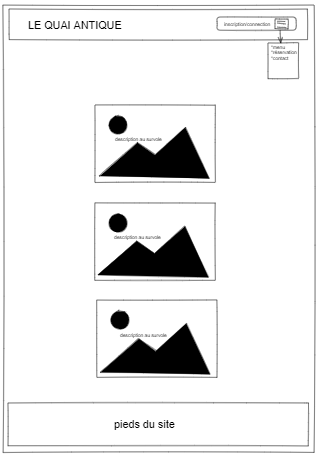 LE QUAI ANTIQUE
inscription/connection
*menu
*réservation
*contact
description au survole
description au survole
description au survole
pieds du site